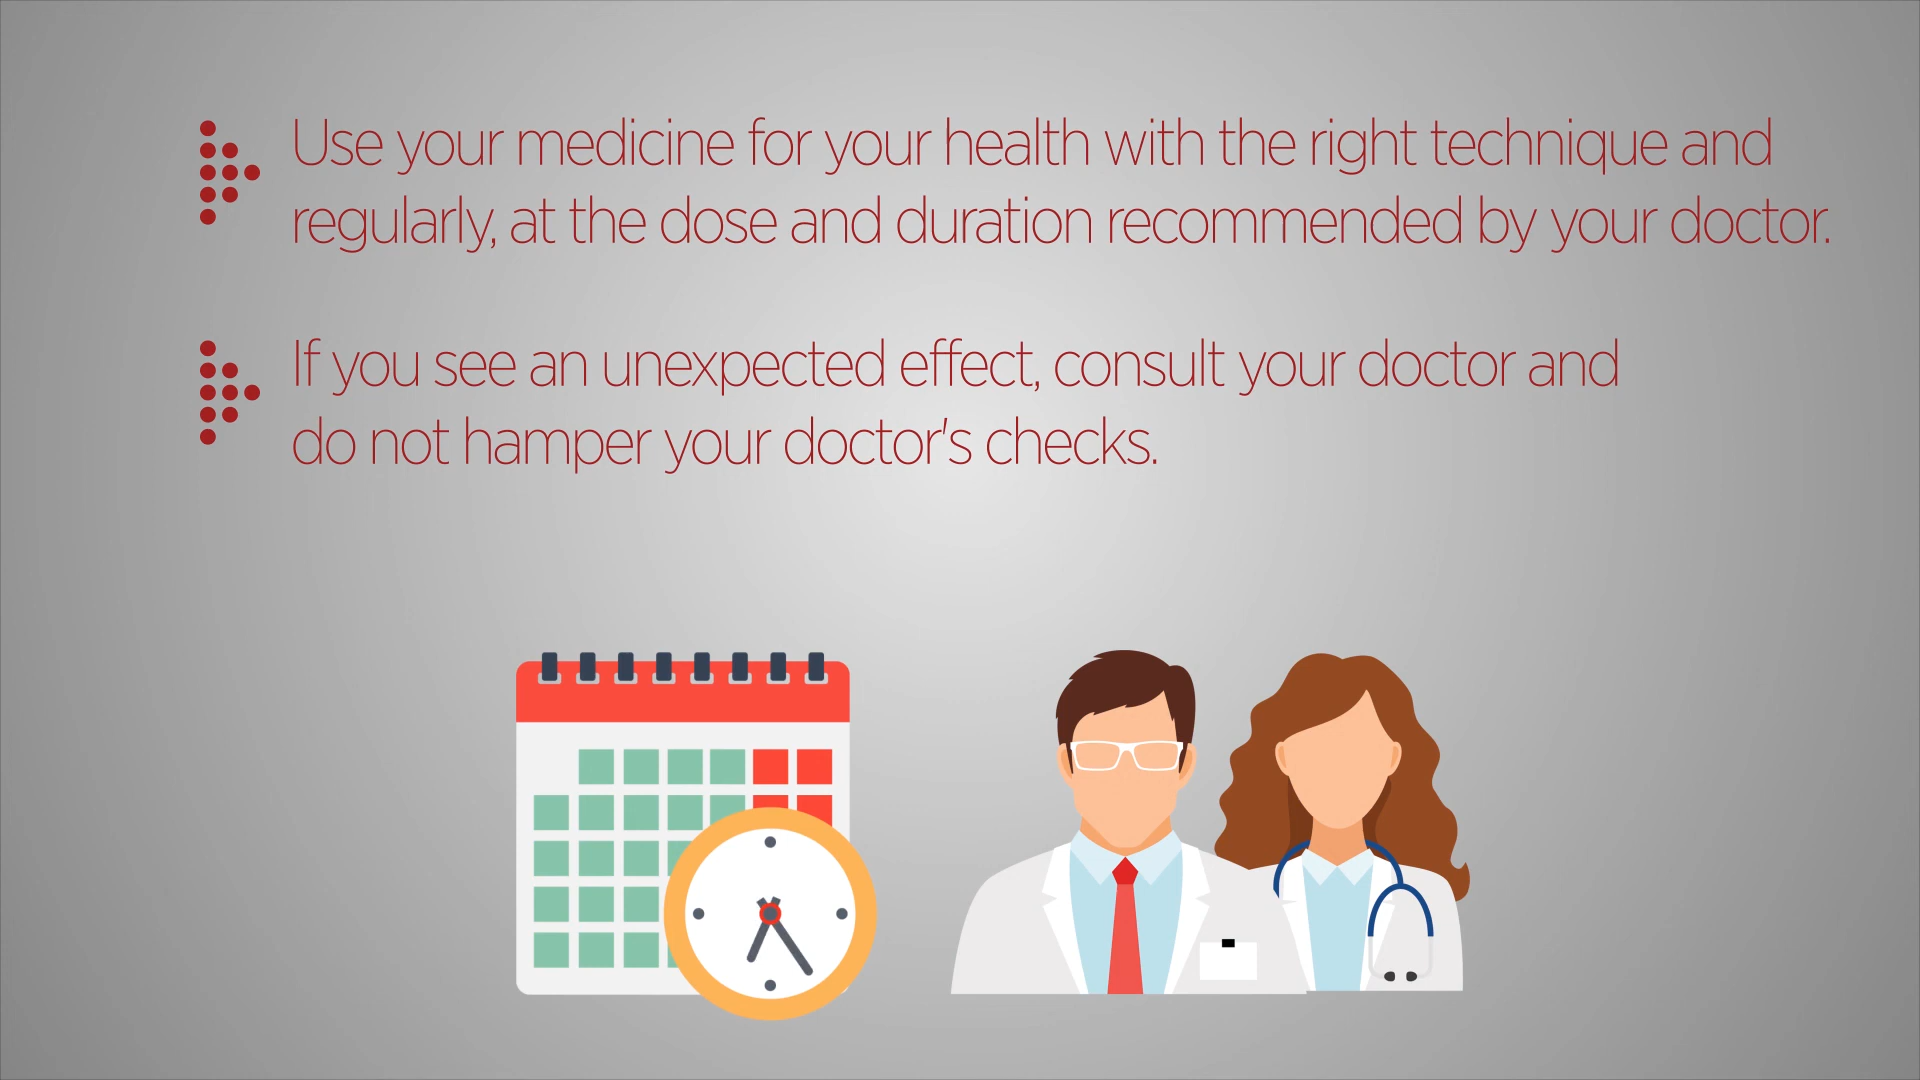 Use your medicine for your health with the right technique and
regularly, at the dose and duration recommended by your doctor.
If you see an unexpected effect, consult your doctor and
do not hamper your doctor's checks.